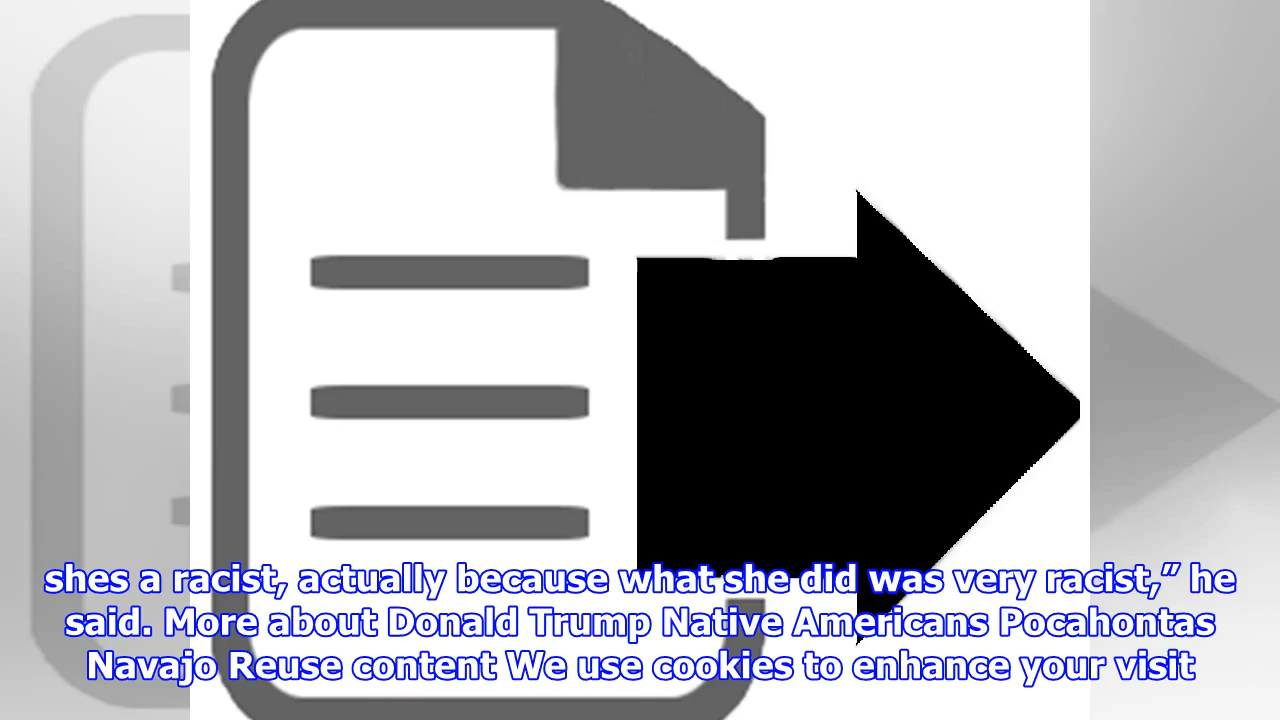 shes a racist, actually because what she did was very racist,” he
said. More about Donald Trump Native Americans Pocahontas
Navajo Reuse content We use cookies to enhance your visit